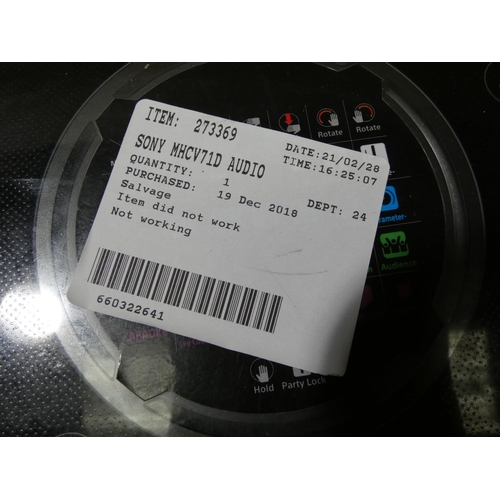 ITEM: 273369
SONY MHCV71D AUDIO
DATE:21/02/28
TIME:16:25:07
QUANTITY: 1
PURCHASED: 19 Dec 2018
DEPT: 24
Salvage
Item did not work
Not working
660322641
Rotate Rotate
Audience
Hold Party Lock